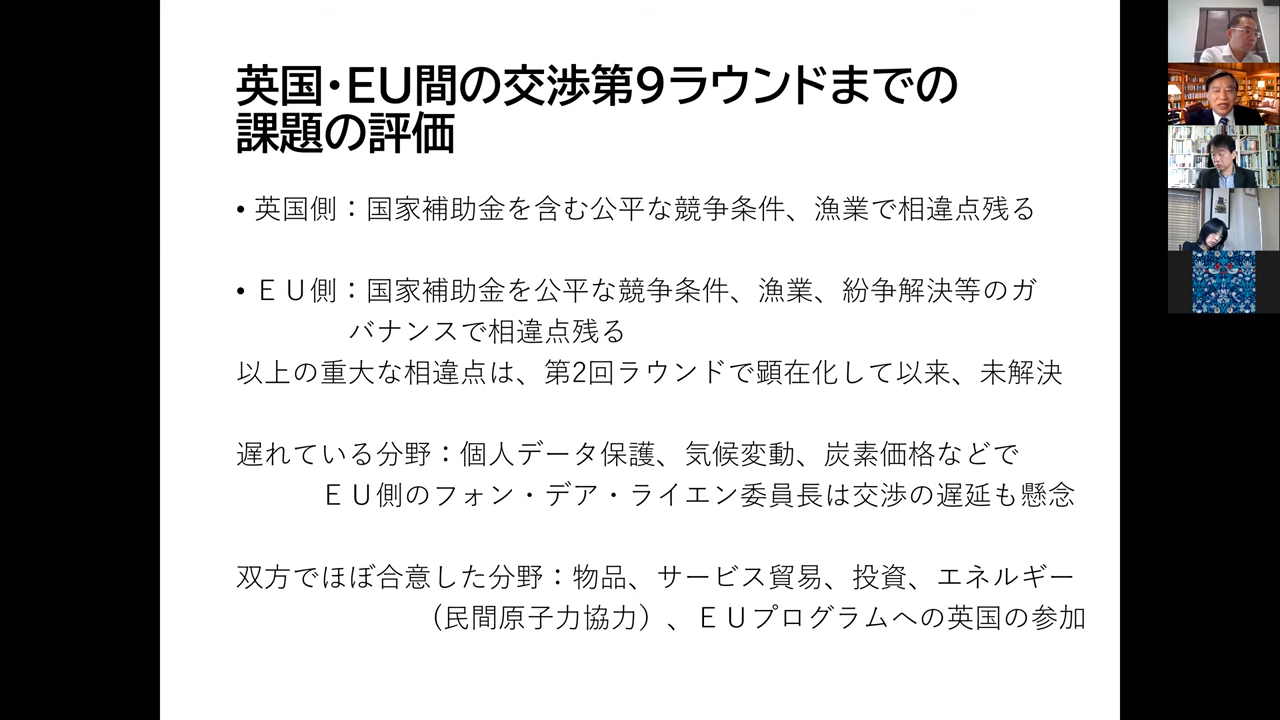 英国・EU間の交渉第9ラウンドまでの
課題の評価
• 英国側：国家補助金を含む公平な競争条件、漁業で相違点残る
• ＥＵ側：国家補助金を公平な競争条件、漁業、紛争解決等のガ
バナンスで相違点残る
以上の重大な相違点は、第2回ラウンドで顕在化して以来、未解決
遅れている分野：個人データ保護、気候変動、炭素価格などで
ＥＵ側のフォン・デア・ライエン委員長は交渉の遅延も懸念
双方でほぼ合意した分野：物品、サービス貿易、投資、エネルギー
（民間原子力協力）、ＥＵプログラムへの英国の参加